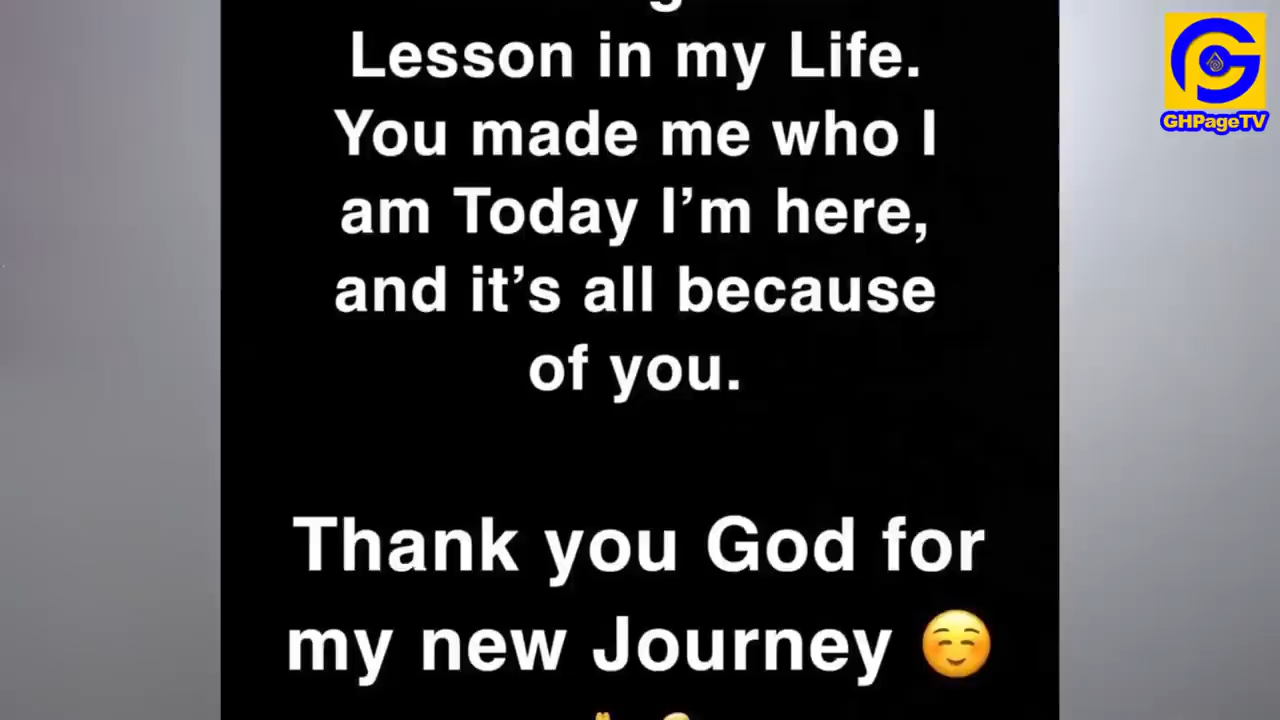 Lesson in my Life.
You made me who I
am Today I’m here,
and it’s all because
of you.
Thank you God for
my new Journey ☺️
GHPageTV